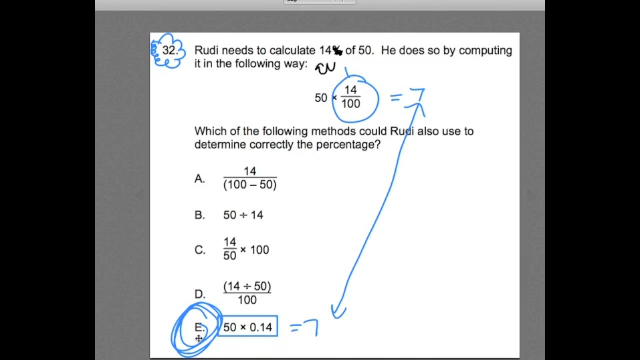 32. Rudi needs to calculate 14% of 50. He does so by computing
it in the following way:
50 × 14/100 = 7
Which of the following methods could Rudi also use to
determine correctly the percentage?
A. 14/(100 – 50)
B. 50 ÷ 14
C. 14/50 × 100
D. (14 ÷ 50)/100
E. 50 × 0.14 = 7